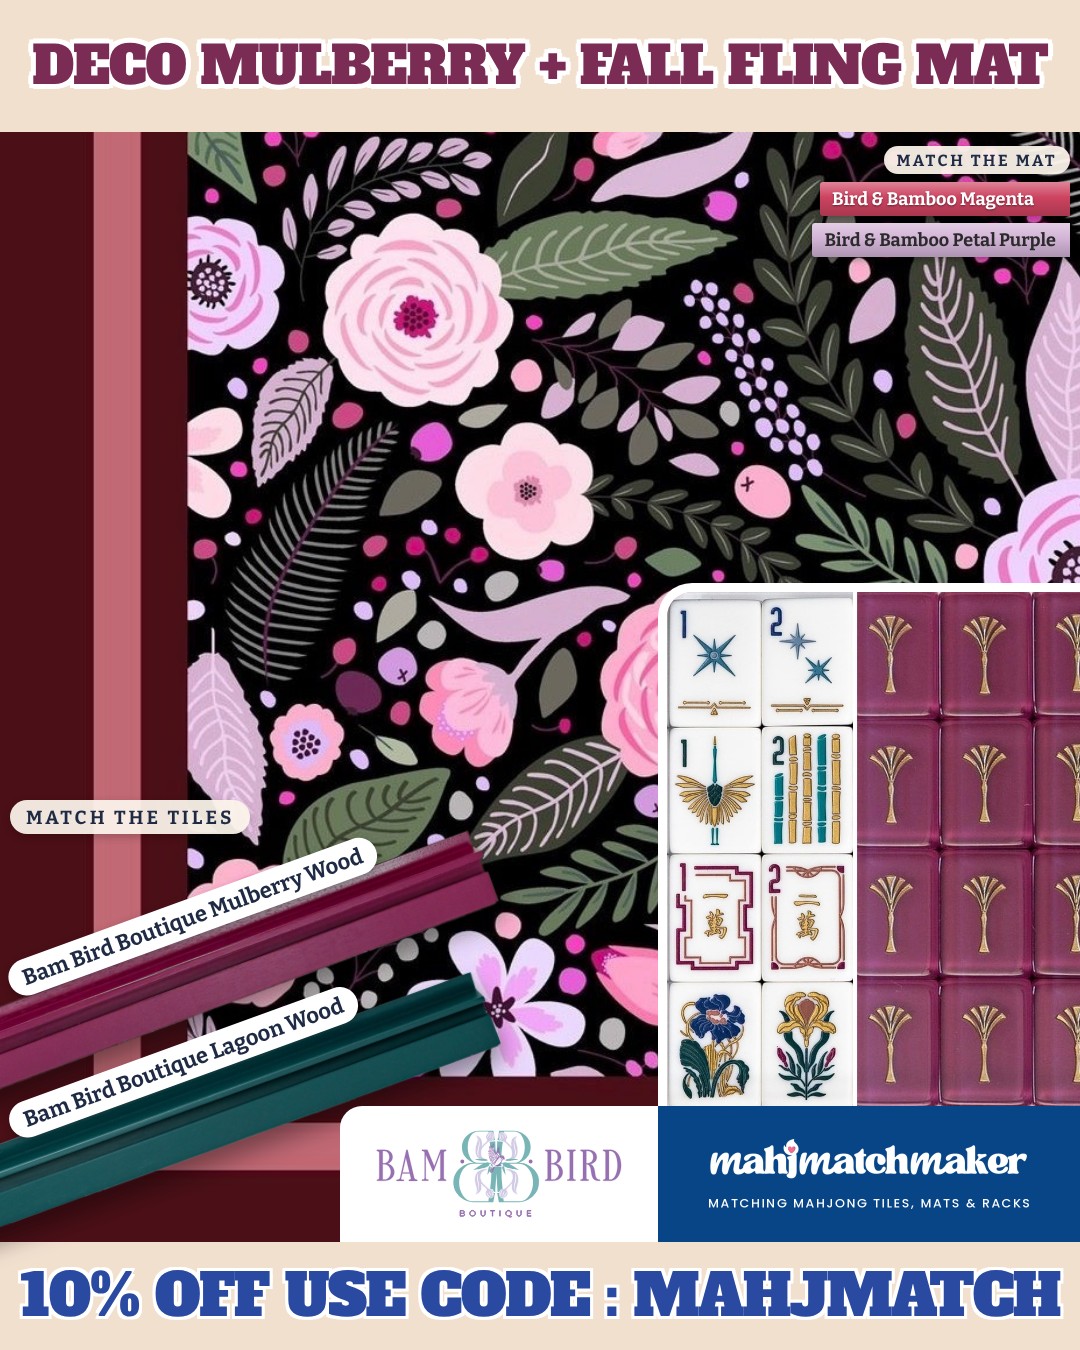 DECO MULBERRY + FALL FLING MAT
MATCH THE MAT
Bird & Bamboo Magenta
Bird & Bamboo Petal Purple
1
2
1
2
1
2
一
二
萬
萬
MATCH THE TILES
Bam Bird Boutique Mulberry Wood
Bam Bird Boutique Lagoon Wood
BAM BIRD
BOUTIQUE
mahjmatchmaker
MATCHING MAHJONG TILES, MATS & RACKS
10% OFF USE CODE : MAHJMATCH